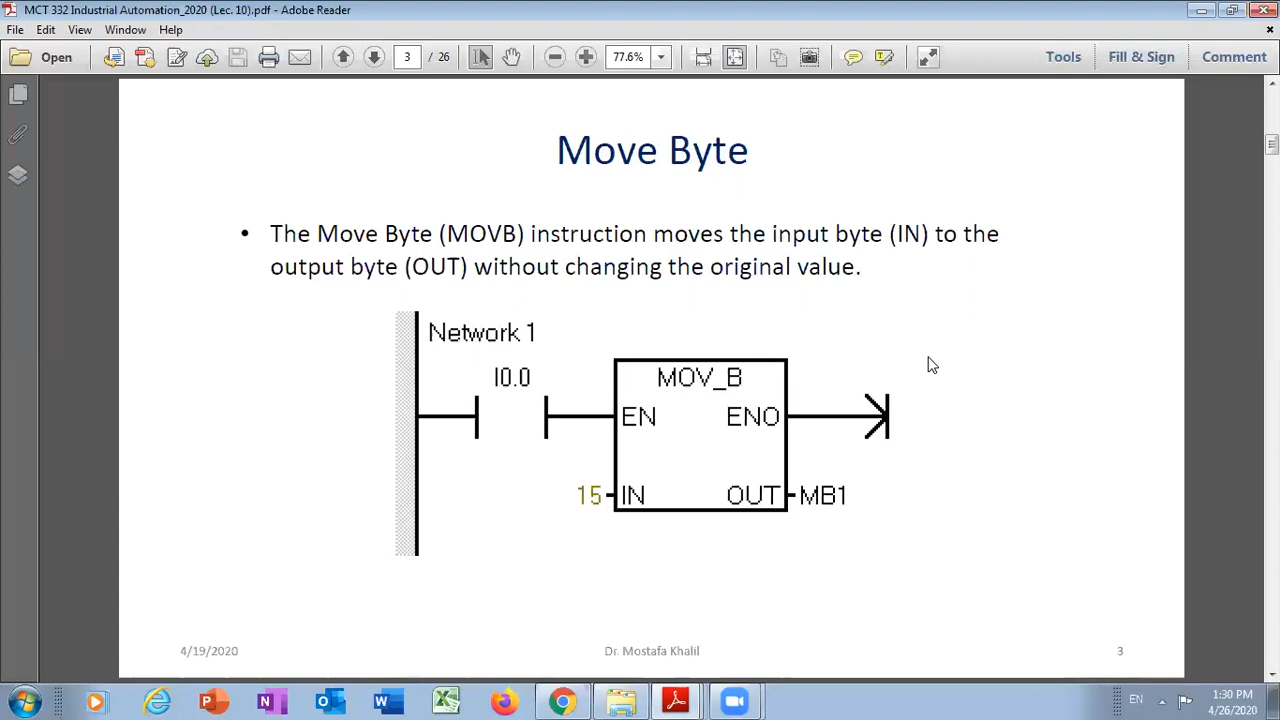 MCT 332 Industrial Automation_2020 (Lec. 10).pdf - Adobe Reader
File Edit View Window Help
Open 3 / 26 77.6% Tools Fill & Sign Comment
Move Byte
• The Move Byte (MOVB) instruction moves the input byte (IN) to the
output byte (OUT) without changing the original value.
Network 1
I0.0 MOV_B
EN ENO
15 IN OUT MB1
4/19/2020 Dr. Mostafa Khalil 3
EN 1:30 PM
4/26/2020